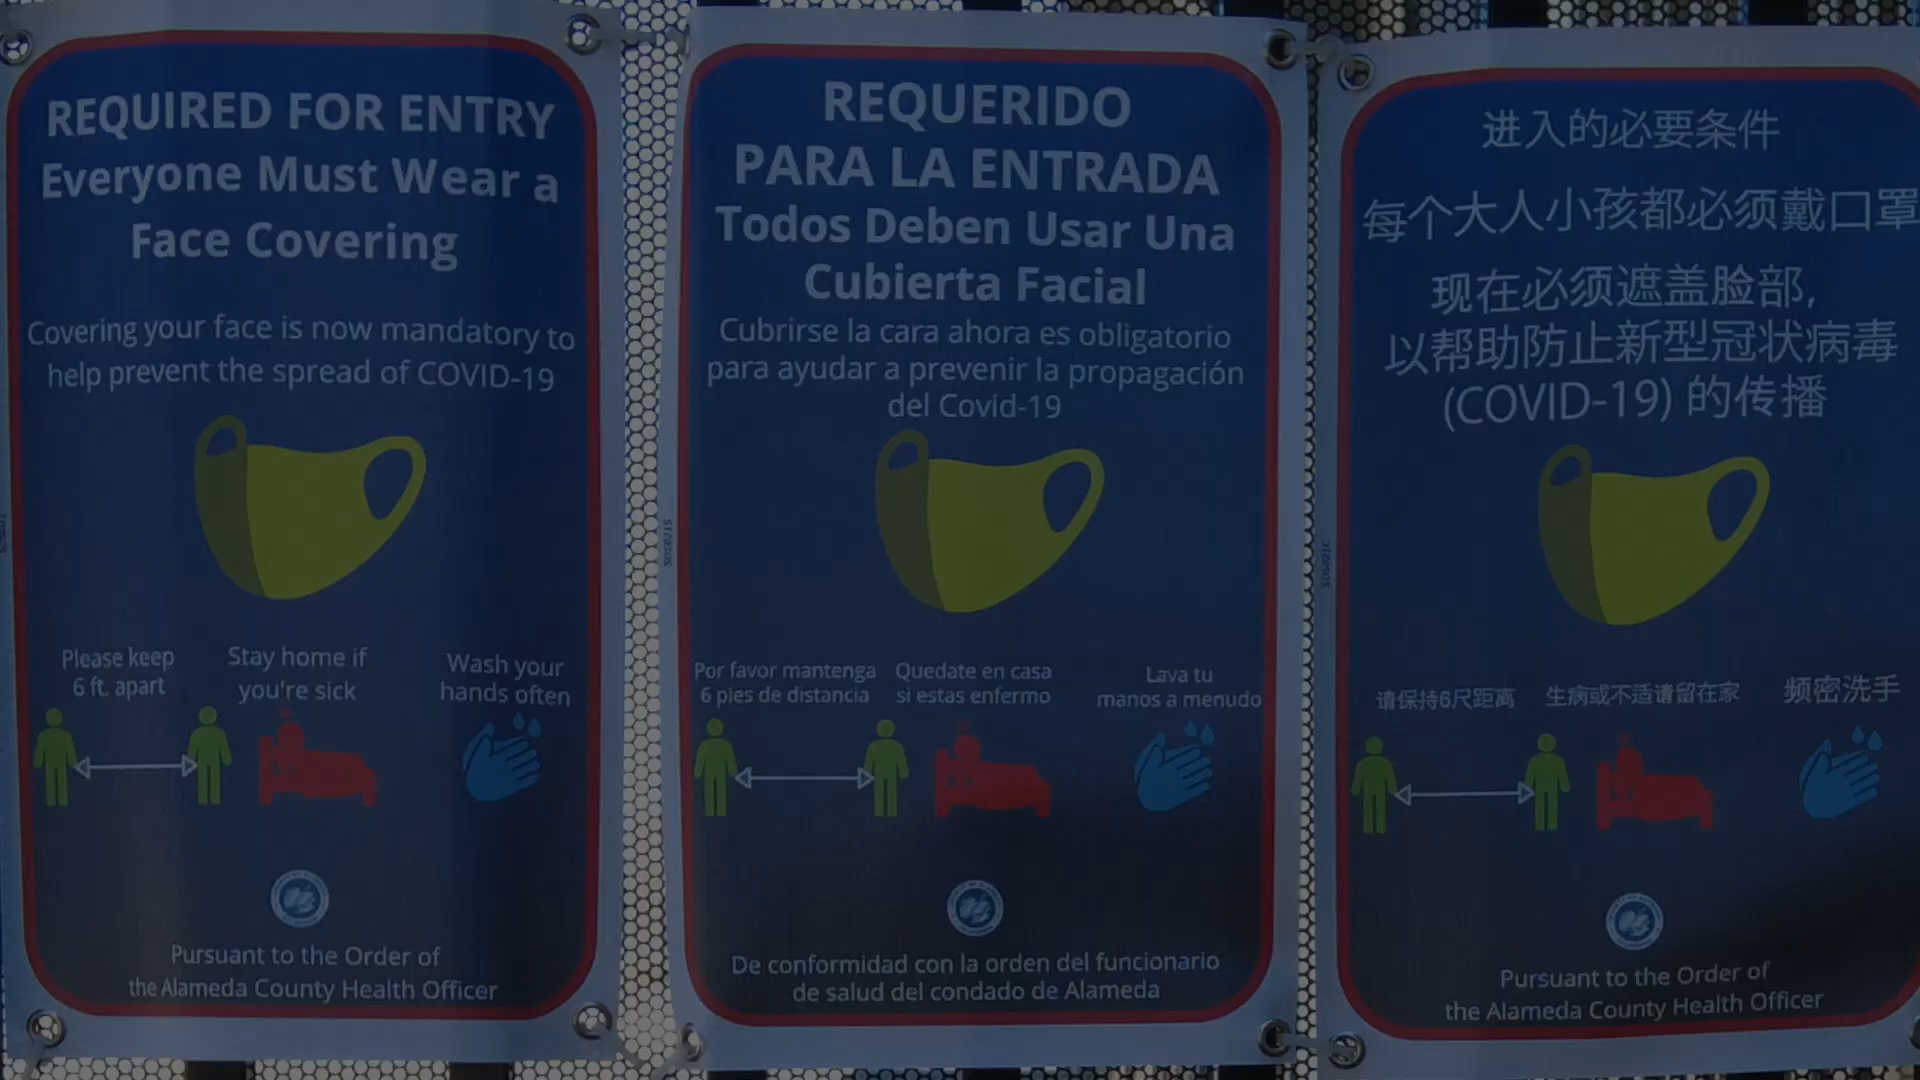 REQUIRED FOR ENTRY
Everyone Must Wear a
Face Covering
Covering your face is now mandatory to
help prevent the spread of COVID-19
Please keep
6 ft. apart
Stay home if
you're sick
Wash your
hands often
Pursuant to the Order of
the Alameda County Health Officer
REQUERIDO
PARA LA ENTRADA
Todos Deben Usar Una
Cubierta Facial
Cubrirse la cara ahora es obligatorio
para ayudar a prevenir la propagación
del Covid-19
Por favor mantenga
6 pies de distancia
Quedate en casa
si estas enfermo
Lava tu
manos a menudo
De conformidad con la orden del funcionario
de salud del condado de Alameda
进入的必要条件
每个大人小孩都必须戴口罩
现在必须遮盖脸部,
以帮助防止新型冠状病毒
(COVID-19) 的传播
请保持6尺距离
生病或不适请留在家
频密洗手
Pursuant to the Order of
the Alameda County Health Officer